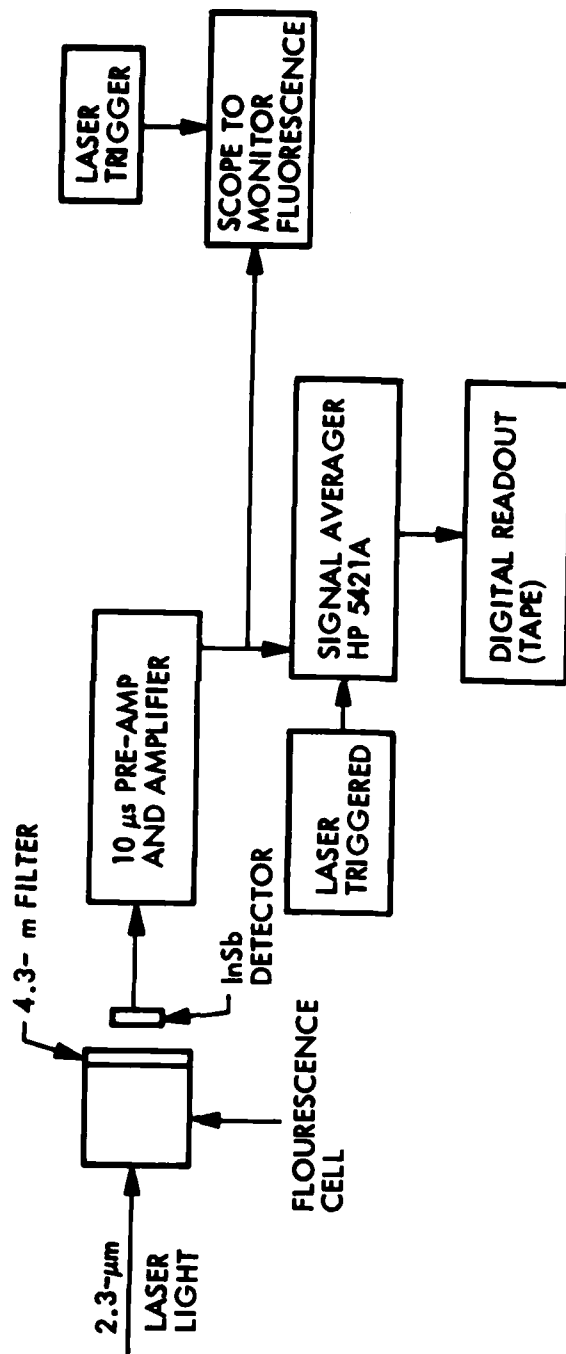 2.3-μm
LASER
LIGHT
4.3- m FILTER
FLOURESCENCE
CELL
InSb
DETECTOR
10 μs PRE-AMP
AND AMPLIFIER
LASER
TRIGGERED
SIGNAL AVERAGER
HP 5421A
DIGITAL READOUT
(TAPE)
LASER
TRIGGER
SCOPE TO
MONITOR
FLUORESCENCE